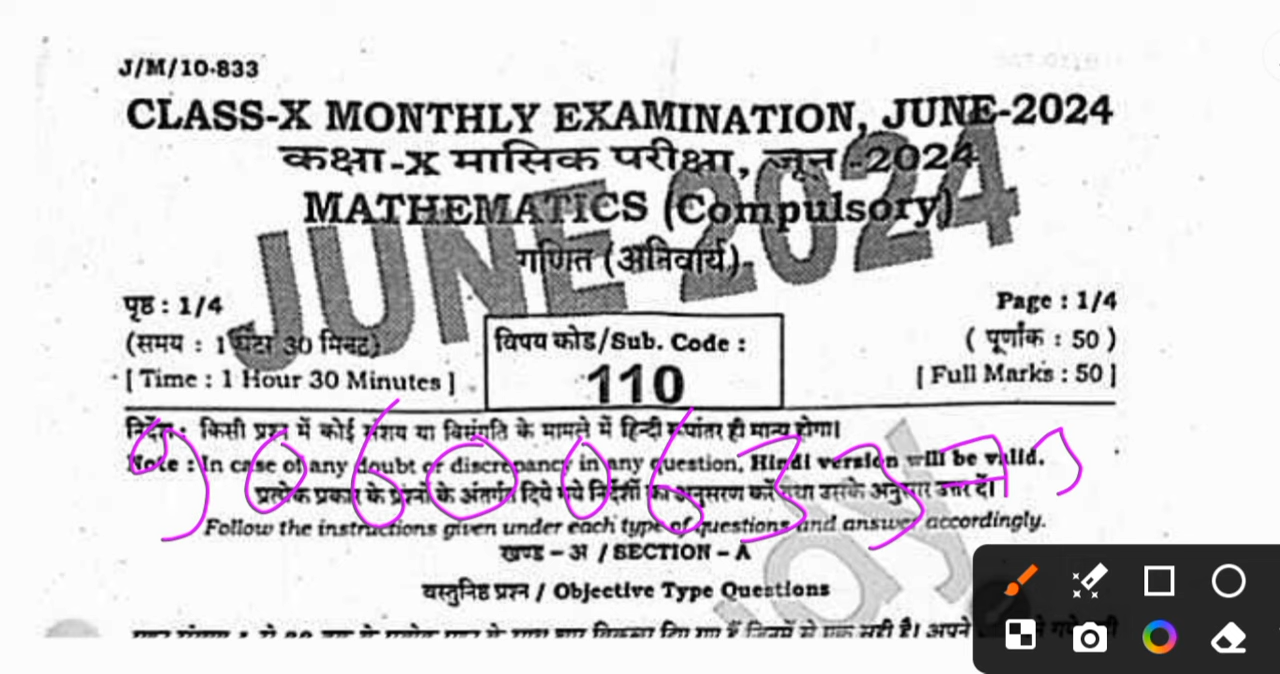 J/M/10-833
CLASS-X MONTHLY EXAMINATION, JUNE-2024
कक्षा-X मासिक परीक्षा, जून-2024
MATHEMATICS (Compulsory)
गणित (अनिवार्य)
JUNE 2024
पृष्ठ : 1/4
Page : 1/4
(समय : 1 घंटा 30 मिनट)
विषय कोड/Sub. Code :
( पूर्णांक : 50 )
[ Time : 1 Hour 30 Minutes ]
110
[ Full Marks : 50 ]
निर्देश : किसी प्रश्न में कोई संशय या विसंगति के मामले में हिन्दी रूपांतर ही मान्य होगा।
Note : In case of any doubt or discrepancy in any question, Hindi version will be valid.
प्रत्येक प्रकार के प्रश्नों के अंतर्गत दिये गये निर्देशों का अनुसरण करें तथा उसके अनुसार उत्तर दें।
Follow the instructions given under each type of questions and answer accordingly.
खण्ड – अ / SECTION – A
वस्तुनिष्ठ प्रश्न / Objective Type Questions